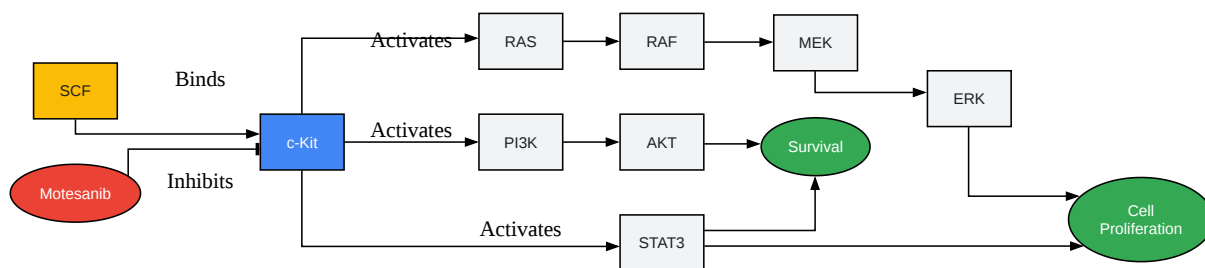 Activates
RAS
RAF
MEK
SCF
Binds
ERK
c-Kit
Activates
PI3K
AKT
Survival
Motesanib
Inhibits
Activates
STAT3
Cell
Proliferation